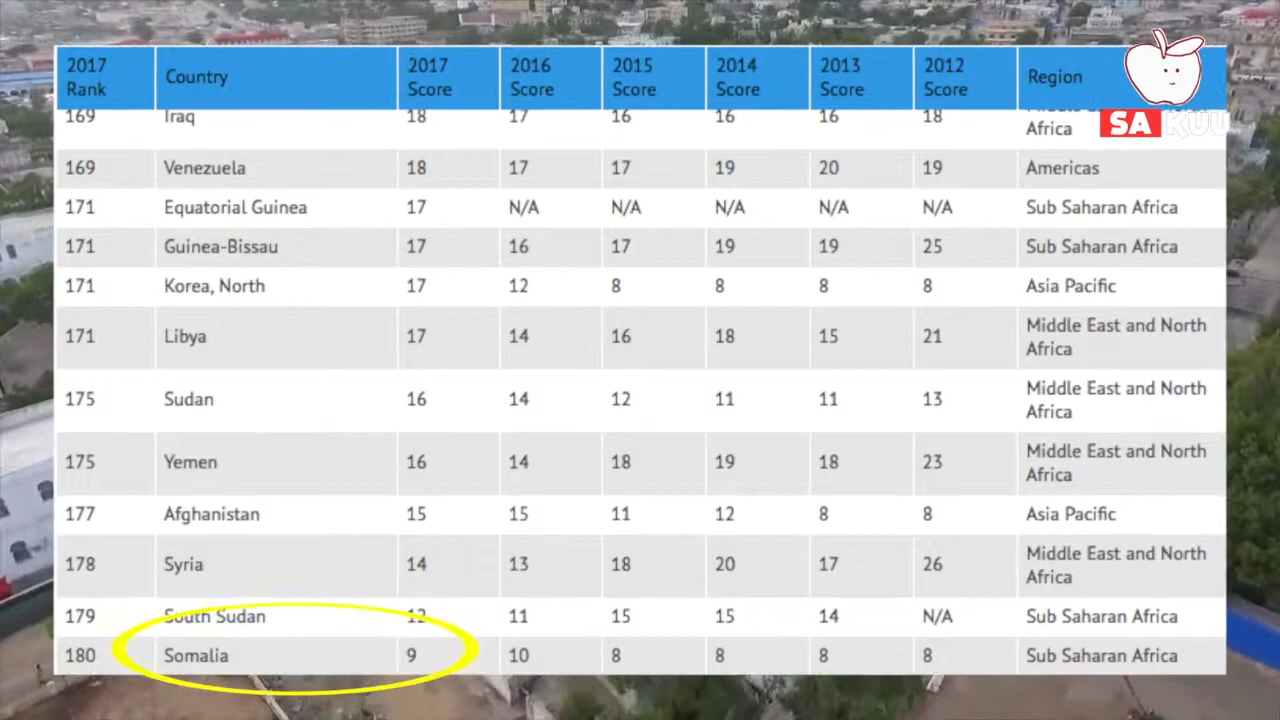 2017 Rank Country 2017 Score 2016 Score 2015 Score 2014 Score 2013 Score 2012 Score Region
169 Iraq 18 17 16 16 16 18 Middle Africa
169 Venezuela 18 17 17 19 20 19 Americas
171 Equatorial Guinea 17 N/A N/A N/A N/A N/A Sub Saharan Africa
171 Guinea-Bissau 17 16 17 19 19 25 Sub Saharan Africa
171 Korea, North 17 12 8 8 8 8 Asia Pacific
171 Libya 17 14 16 18 15 21 Middle East and North Africa
175 Sudan 16 14 12 11 11 13 Middle East and North Africa
175 Yemen 16 14 18 19 18 23 Middle East and North Africa
177 Afghanistan 15 15 11 12 8 8 Asia Pacific
178 Syria 14 13 18 20 17 26 Middle East and North Africa
179 South Sudan 12 11 15 15 14 N/A Sub Saharan Africa
180 Somalia 9 10 8 8 8 8 Sub Saharan Africa
SA KUU